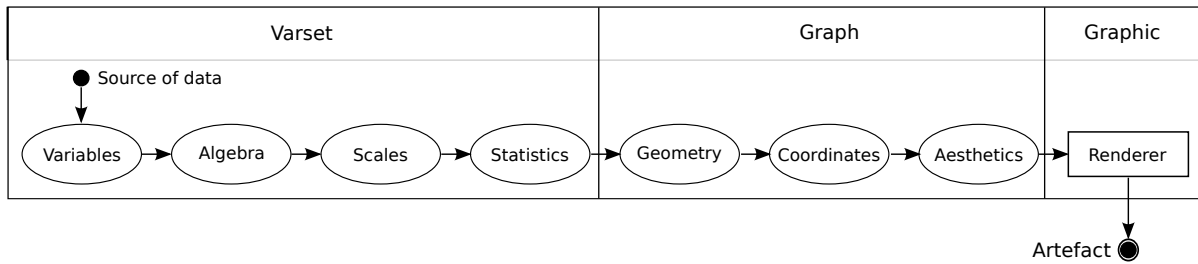 Varset
Graph
Graphic
Source of data
Variables
Algebra
Scales
Statistics
Geometry
Coordinates
Aesthetics
Renderer
Artefact